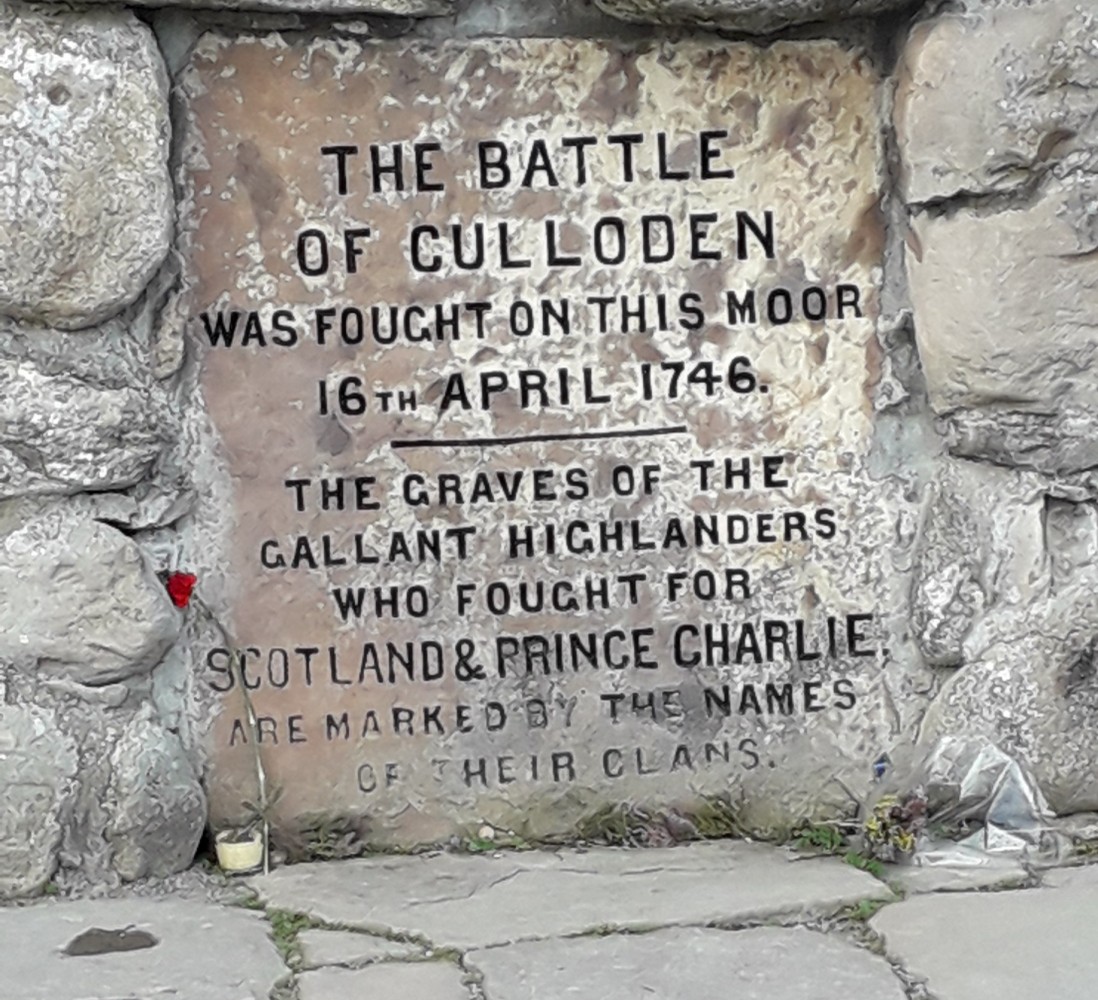 THE BATTLE
OF CULLODEN
WAS FOUGHT ON THIS MOOR
16TH APRIL 1746.
THE GRAVES OF THE
GALLANT HIGHLANDERS
WHO FOUGHT FOR
SCOTLAND & PRINCE CHARLIE,
ARE MARKED BY THE NAMES
OF THEIR CLANS.